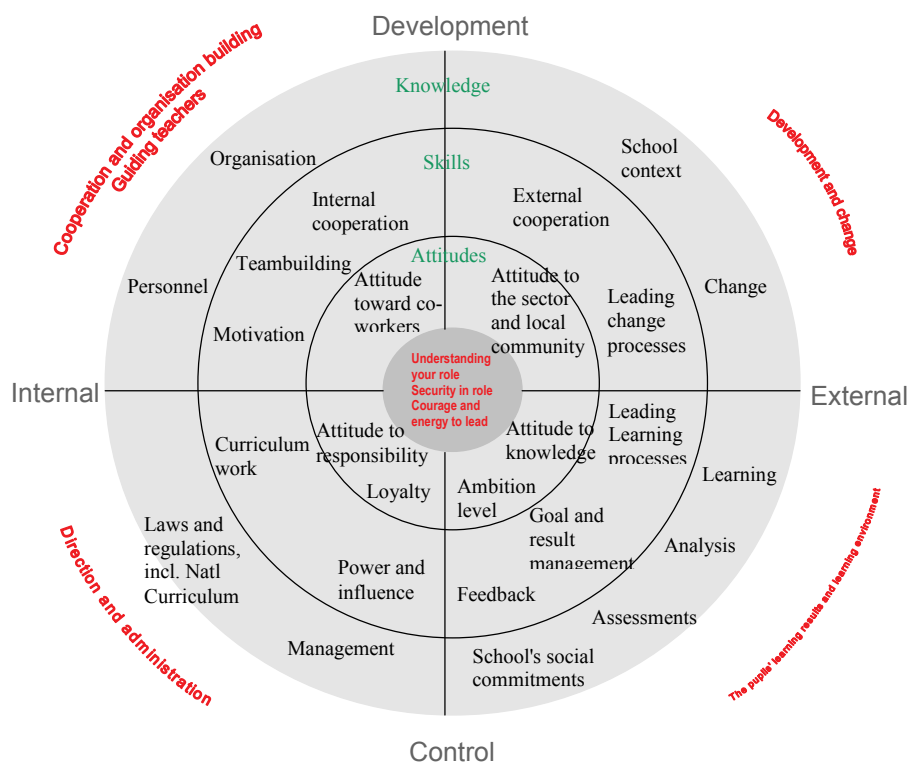 Development
Cooperation and organisation building
Guiding teachers
Development and change
Knowledge
Organisation
School
context
Skills
Internal
cooperation
External
cooperation
Teambuilding
Attitudes
Personnel
Attitude
toward co-
workers
Attitude to
the sector
and local
community
Leading
change
processes
Change
Motivation
Understanding
your role
Security in role
Courage and
energy to lead
Internal
External
Curriculum
work
Attitude to
responsibility
Attitude to
knowledge
Leading
Learning
processes
Learning
Loyalty
Ambition
level
Goal and
result
management
Laws and
regulations,
incl. Natl
Curriculum
Analysis
Power and
influence
Feedback
Assessments
Management
School's social
commitments
Direction and administration
The pupils' learning results and learning environment
Control